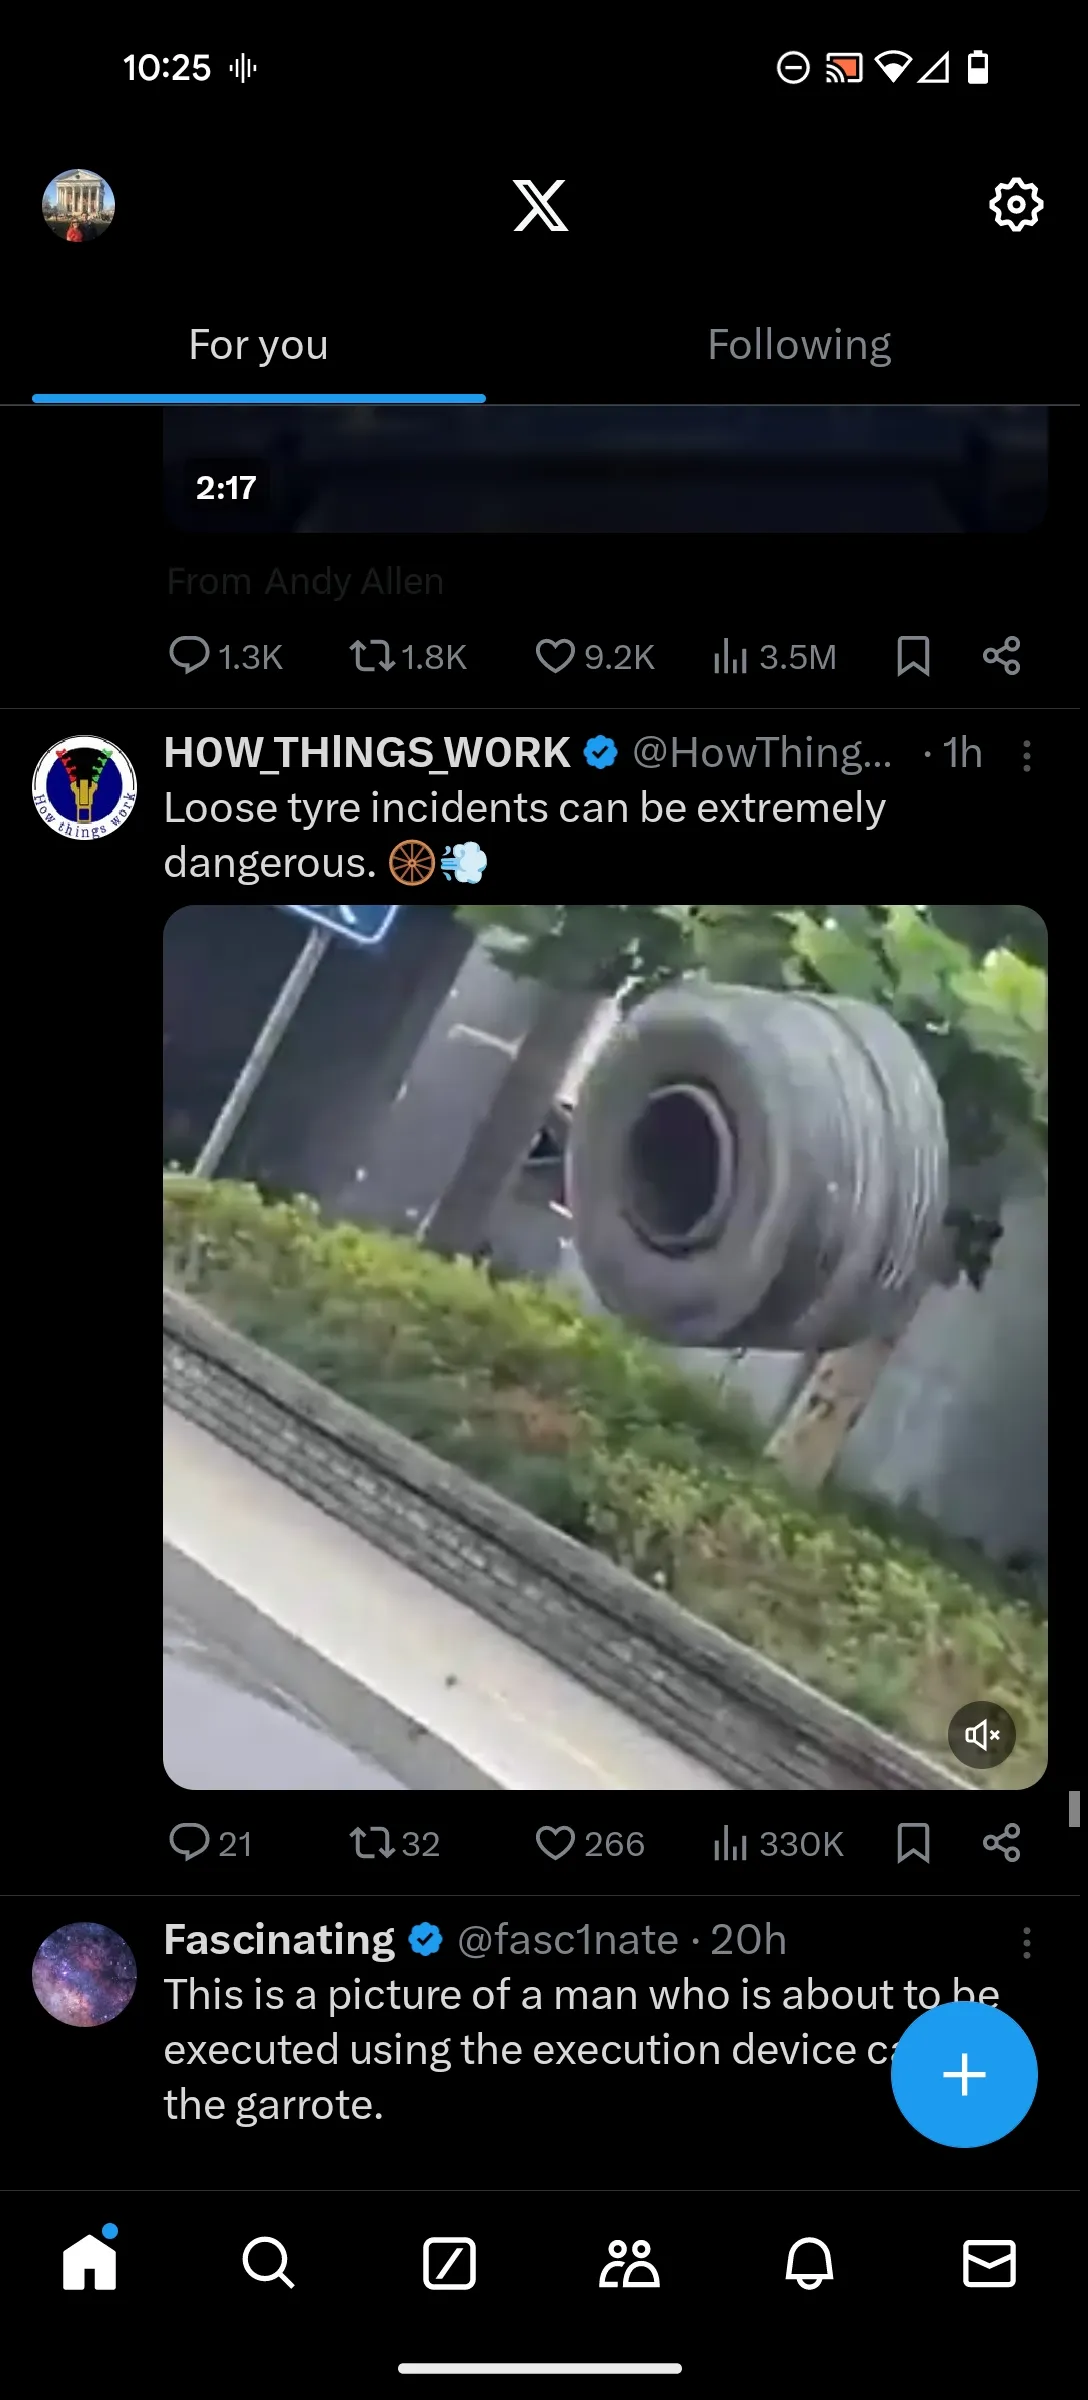 10:25
For you
Following
2:17
From Andy Allen
1.3K 1.8K 9.2K 3.5M
How things work
HOW_THINGS_WORK @HowThing... · 1h
Loose tyre incidents can be extremely
dangerous.
21 32 266 330K
Fascinating @fasc1nate · 20h
This is a picture of a man who is about to be
executed using the execution device
the garrote.